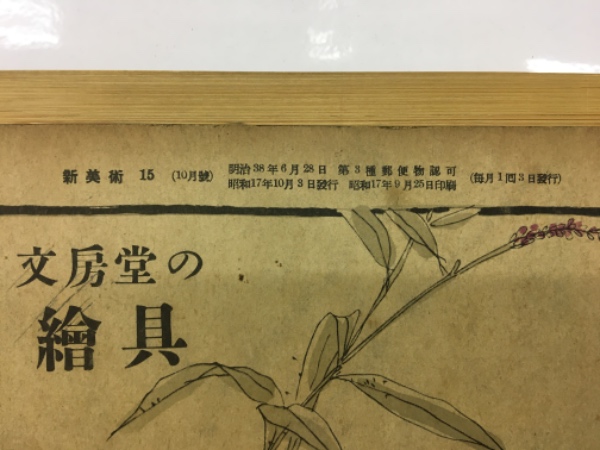 新美術 15 (10月號) 明治38年6月28日 第3種郵便物認可
昭和17年10月3日發行 昭和17年9月25日印刷 (每月1囘3日發行)
文房堂の
繪具